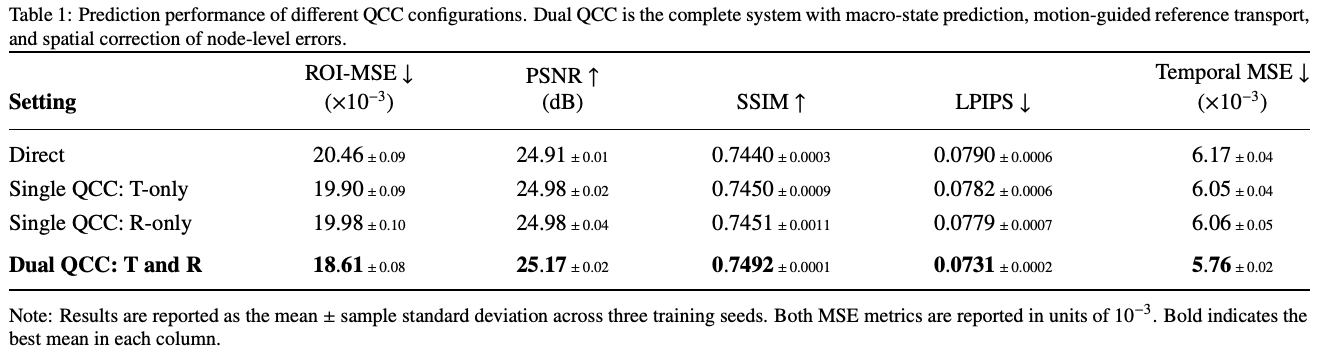 Table 1: Prediction performance of different QCC configurations. Dual QCC is the complete system with macro-state prediction, motion-guided reference transport,
and spatial correction of node-level errors.
Setting ROI-MSE ↓ (×10⁻³) PSNR ↑ (dB) SSIM ↑ LPIPS ↓ Temporal MSE ↓ (×10⁻³)
Direct 20.46 ± 0.09 24.91 ± 0.01 0.7440 ± 0.0003 0.0790 ± 0.0006 6.17 ± 0.04
Single QCC: T-only 19.90 ± 0.09 24.98 ± 0.02 0.7450 ± 0.0009 0.0782 ± 0.0006 6.05 ± 0.04
Single QCC: R-only 19.98 ± 0.10 24.98 ± 0.04 0.7451 ± 0.0011 0.0779 ± 0.0007 6.06 ± 0.05
Dual QCC: T and R 18.61 ± 0.08 25.17 ± 0.02 0.7492 ± 0.0001 0.0731 ± 0.0002 5.76 ± 0.02
Note: Results are reported as the mean ± sample standard deviation across three training seeds. Both MSE metrics are reported in units of 10⁻³. Bold indicates the
best mean in each column.